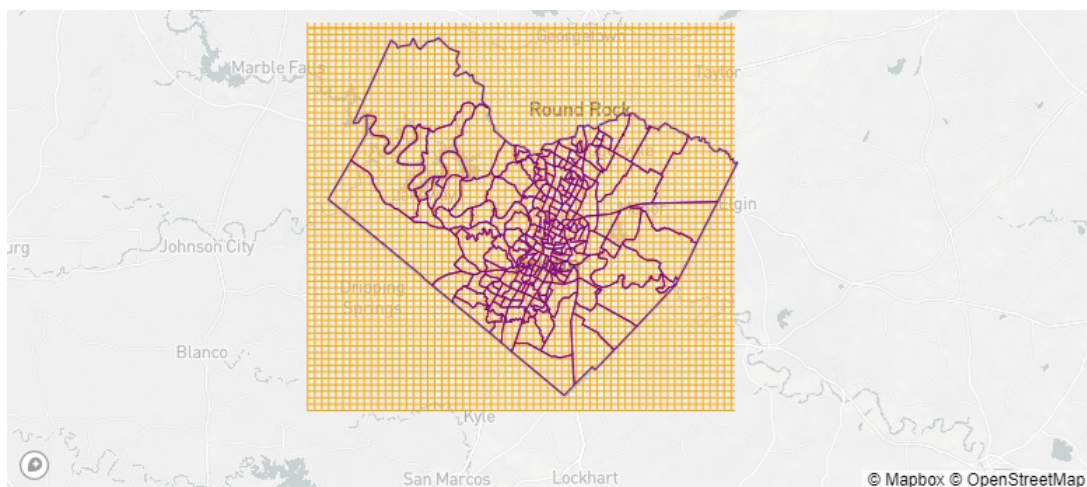 Georgetown
Marble Falls
Taylor
Round Rock
Elgin
Johnson City
Dripping
Springs
Blanco
Kyle
San Marcos
Lockhart
© Mapbox © OpenStreetMap